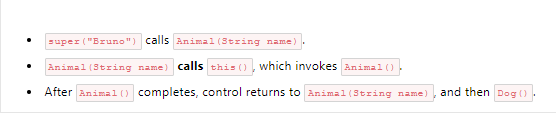 • super("Bruno") calls Animal(String name).
• Animal(String name) calls this(), which invokes Animal().
• After Animal() completes, control returns to Animal(String name), and then Dog().